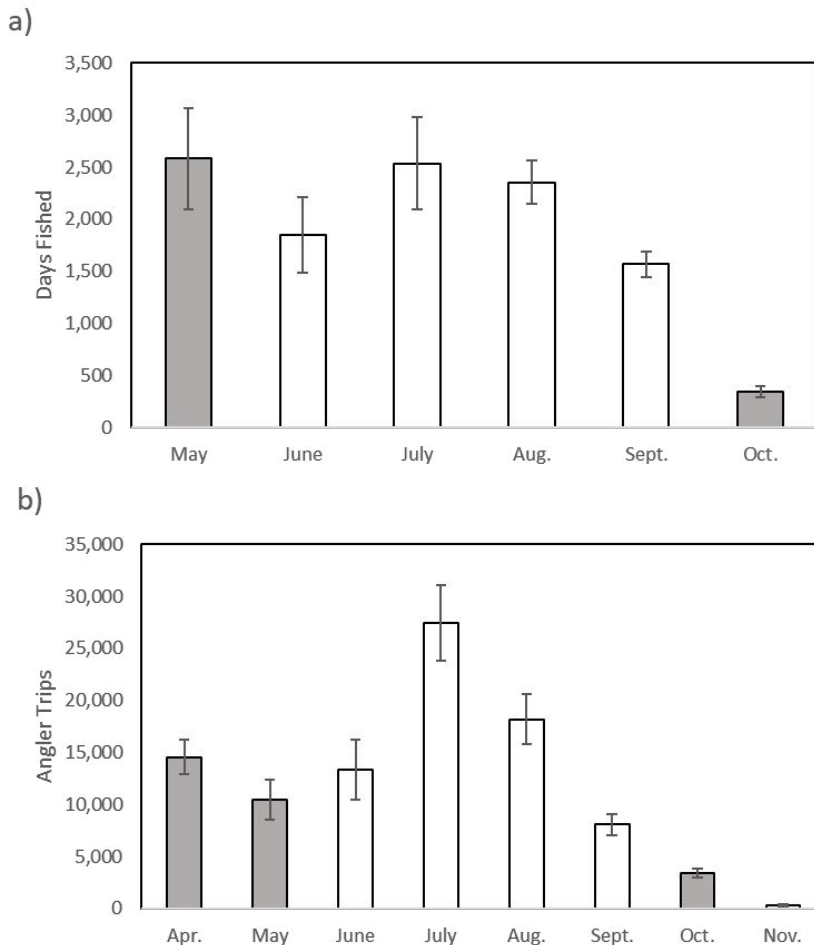 a)
3,500
3,000
2,500
2,000
1,500
1,000
500
0
Days Fished
May June July Aug. Sept. Oct.
b)
35,000
30,000
25,000
20,000
15,000
10,000
5,000
0
Angler Trips
Apr. May June July Aug. Sept. Oct. Nov.